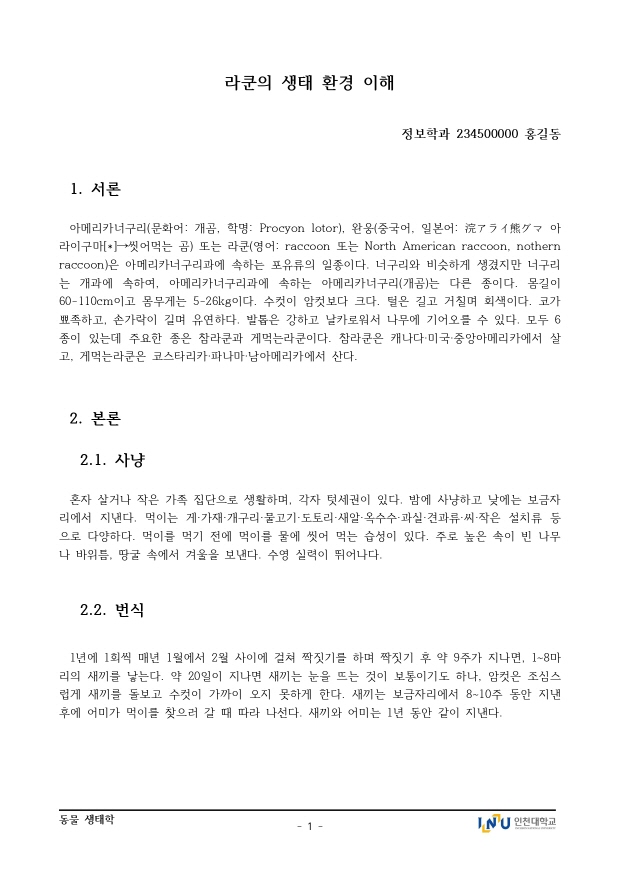 라쿤의 생태 환경 이해
정보학과 234500000 홍길동
1. 서론
아메리카너구리(문화어: 개곰, 학명: Procyon lotor), 완웅(중국어, 일본어: 浣アライ熊グマ 아
라이구마[*]→씻어먹는 곰) 또는 라쿤(영어: raccoon 또는 North American raccoon, nothern
raccoon)은 아메리카너구리과에 속하는 포유류의 일종이다. 너구리와 비슷하게 생겼지만 너구리
는 개과에 속하여, 아메리카너구리과에 속하는 아메리카너구리(개곰)는 다른 종이다. 몸길이
60-110cm이고 몸무게는 5-26kg이다. 수컷이 암컷보다 크다. 털은 길고 거칠며 회색이다. 코가
뾰족하고, 손가락이 길며 유연하다. 발톱은 강하고 날카로워서 나무에 기어오를 수 있다. 모두 6
종이 있는데 주요한 종은 참라쿤과 게먹는라쿤이다. 참라쿤은 캐나다·미국·중앙아메리카에서 살
고, 게먹는라쿤은 코스타리카·파나마·남아메리카에서 산다.
2. 본론
2.1. 사냥
혼자 살거나 작은 가족 집단으로 생활하며, 각자 텃세권이 있다. 밤에 사냥하고 낮에는 보금자
리에서 지낸다. 먹이는 게·가재·개구리·물고기·도토리·새알·옥수수·과실·견과류·씨·작은 설치류 등
으로 다양하다. 먹이를 먹기 전에 먹이를 물에 씻어 먹는 습성이 있다. 주로 높은 속이 빈 나무
나 바위틈, 땅굴 속에서 겨울을 보낸다. 수영 실력이 뛰어나다.
2.2. 번식
1년에 1회씩 매년 1월에서 2월 사이에 걸쳐 짝짓기를 하며 짝짓기 후 약 9주가 지나면, 1~8마
리의 새끼를 낳는다. 약 20일이 지나면 새끼는 눈을 뜨는 것이 보통이기도 하나, 암컷은 조심스
럽게 새끼를 돌보고 수컷이 가까이 오지 못하게 한다. 새끼는 보금자리에서 8~10주 동안 지낸
후에 어미가 먹이를 찾으러 갈 때 따라 나선다. 새끼와 어미는 1년 동안 같이 지낸다.
동물 생태학
- 1 -
INU 인천대학교